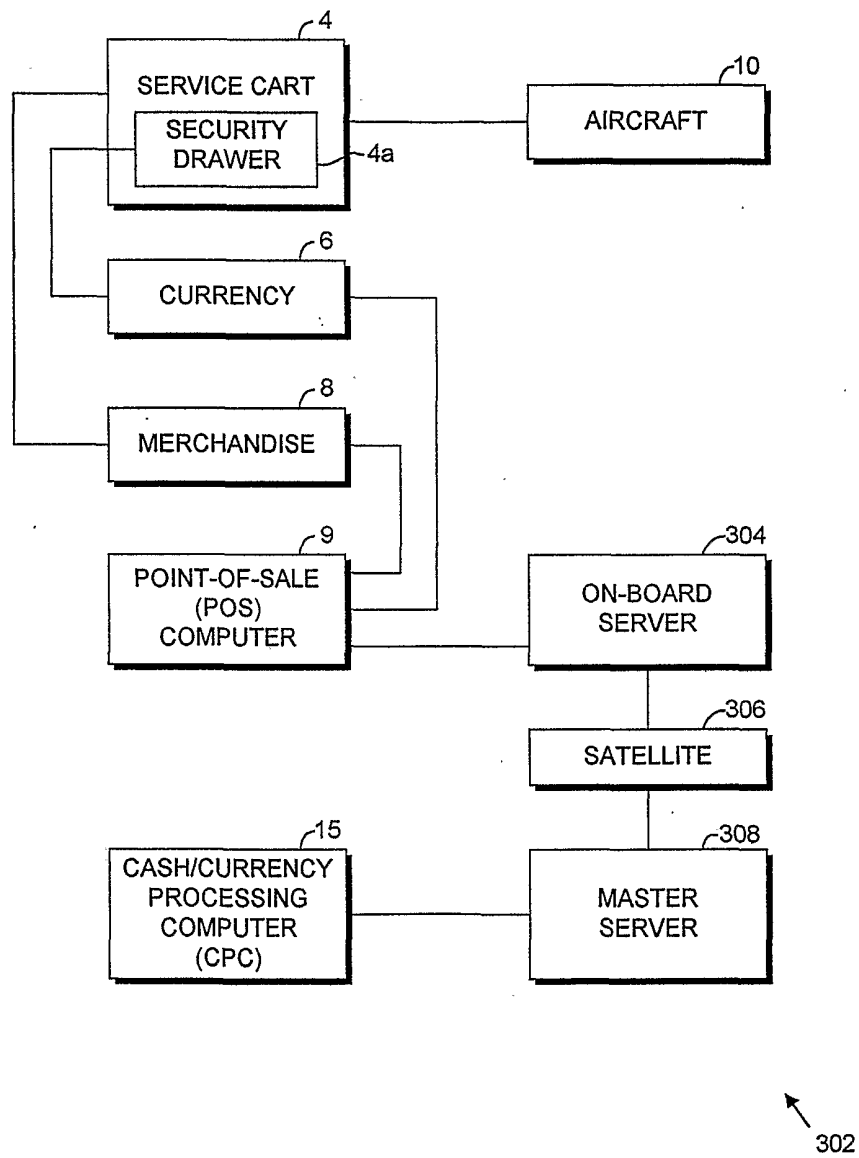 4
SERVICE CART
SECURITY
DRAWER
4a
10
AIRCRAFT
6
CURRENCY
8
MERCHANDISE
9
POINT-OF-SALE
(POS)
COMPUTER
304
ON-BOARD
SERVER
306
SATELLITE
15
CASH/CURRENCY
PROCESSING
COMPUTER
(CPC)
308
MASTER
SERVER
302